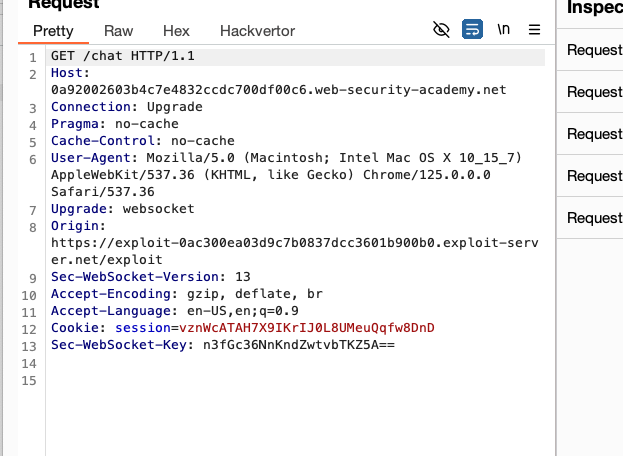 Request
Inspec
Pretty Raw Hex Hackvertor \n
Request
Request
Request
Request
Request
1 GET /chat HTTP/1.1
2 Host:
0a92002603b4c7e4832ccdc700df00c6.web-security-academy.net
3 Connection: Upgrade
4 Pragma: no-cache
5 Cache-Control: no-cache
6 User-Agent: Mozilla/5.0 (Macintosh; Intel Mac OS X 10_15_7)
AppleWebKit/537.36 (KHTML, like Gecko) Chrome/125.0.0.0
Safari/537.36
7 Upgrade: websocket
8 Origin:
https://exploit-0ac300ea03d9c7b0837dcc3601b900b0.exploit-serv
er.net/exploit
9 Sec-WebSocket-Version: 13
10 Accept-Encoding: gzip, deflate, br
11 Accept-Language: en-US,en;q=0.9
12 Cookie: session=vznWcATAH7X9IKrIJ0L8UMeuQqfw8DnD
13 Sec-WebSocket-Key: n3fGc36NnKndZwtvbTKZ5A==
14
15